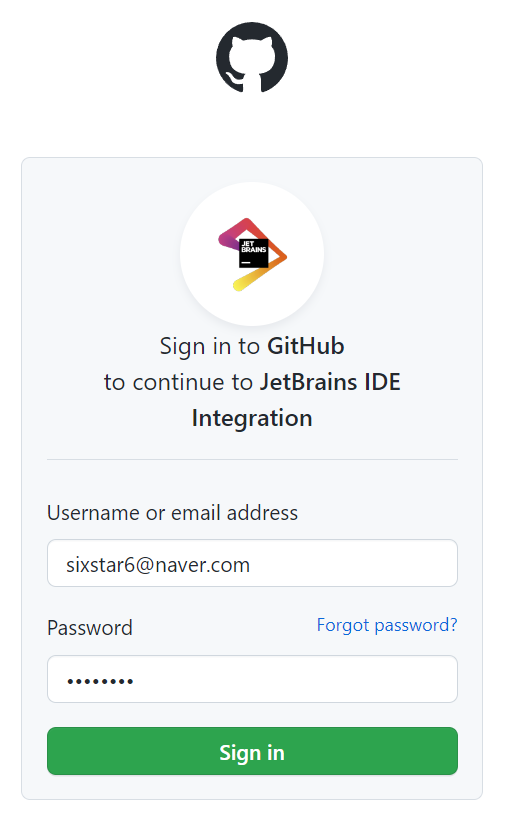 JET
BRAINS
Sign in to GitHub
to continue to JetBrains IDE
Integration
Username or email address
sixstar6@naver.com
Password Forgot password?
••••••••
Sign in